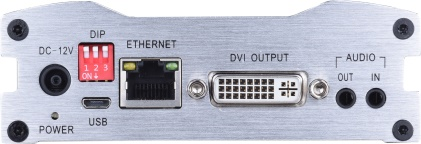 DIP
DC-12V
ETHERNET
DVI OUTPUT
AUDIO
OUT IN
1 2 3
ON↓
USB
POWER